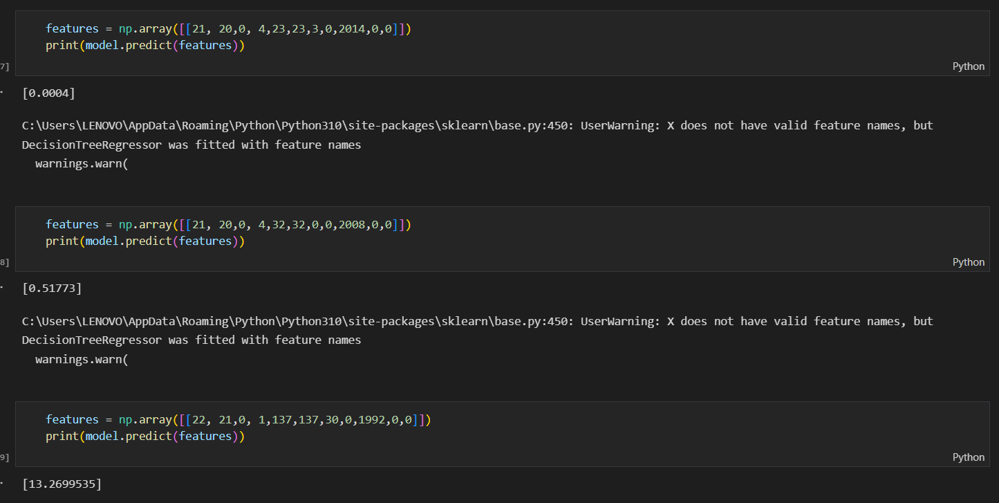 features = np.array([[21, 20,0, 4,23,23,3,0,2014,0,0]])
print(model.predict(features))
7]
Python
[0.0004]
C:\Users\LENOVO\AppData\Roaming\Python\Python310\site-packages\sklearn\base.py:450: UserWarning: X does not have valid feature names, but
DecisionTreeRegressor was fitted with feature names
warnings.warn(
features = np.array([[21, 20,0, 4,32,32,0,0,2008,0,0]])
print(model.predict(features))
8]
Python
[0.51773]
C:\Users\LENOVO\AppData\Roaming\Python\Python310\site-packages\sklearn\base.py:450: UserWarning: X does not have valid feature names, but
DecisionTreeRegressor was fitted with feature names
warnings.warn(
features = np.array([[22, 21,0, 1,137,137,30,0,1992,0,0]])
print(model.predict(features))
9]
Python
[13.2699535]